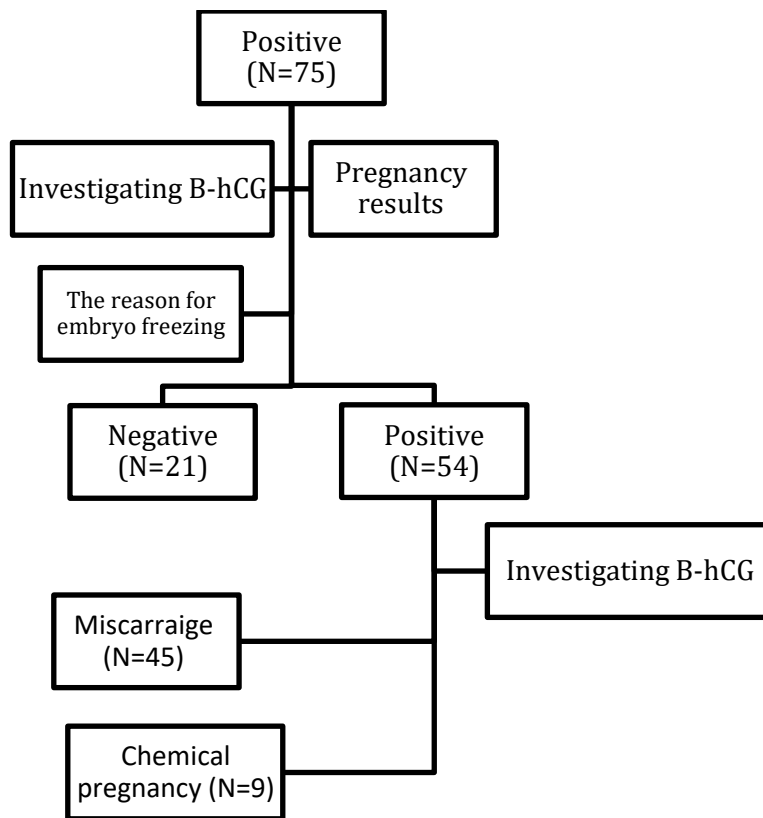 Positive
(N=75)
Investigating B-hCG
Pregnancy
results
The reason for
embryo freezing
Negative
(N=21)
Positive
(N=54)
Investigating B-hCG
Miscarraige
(N=45)
Chemical
pregnancy (N=9)